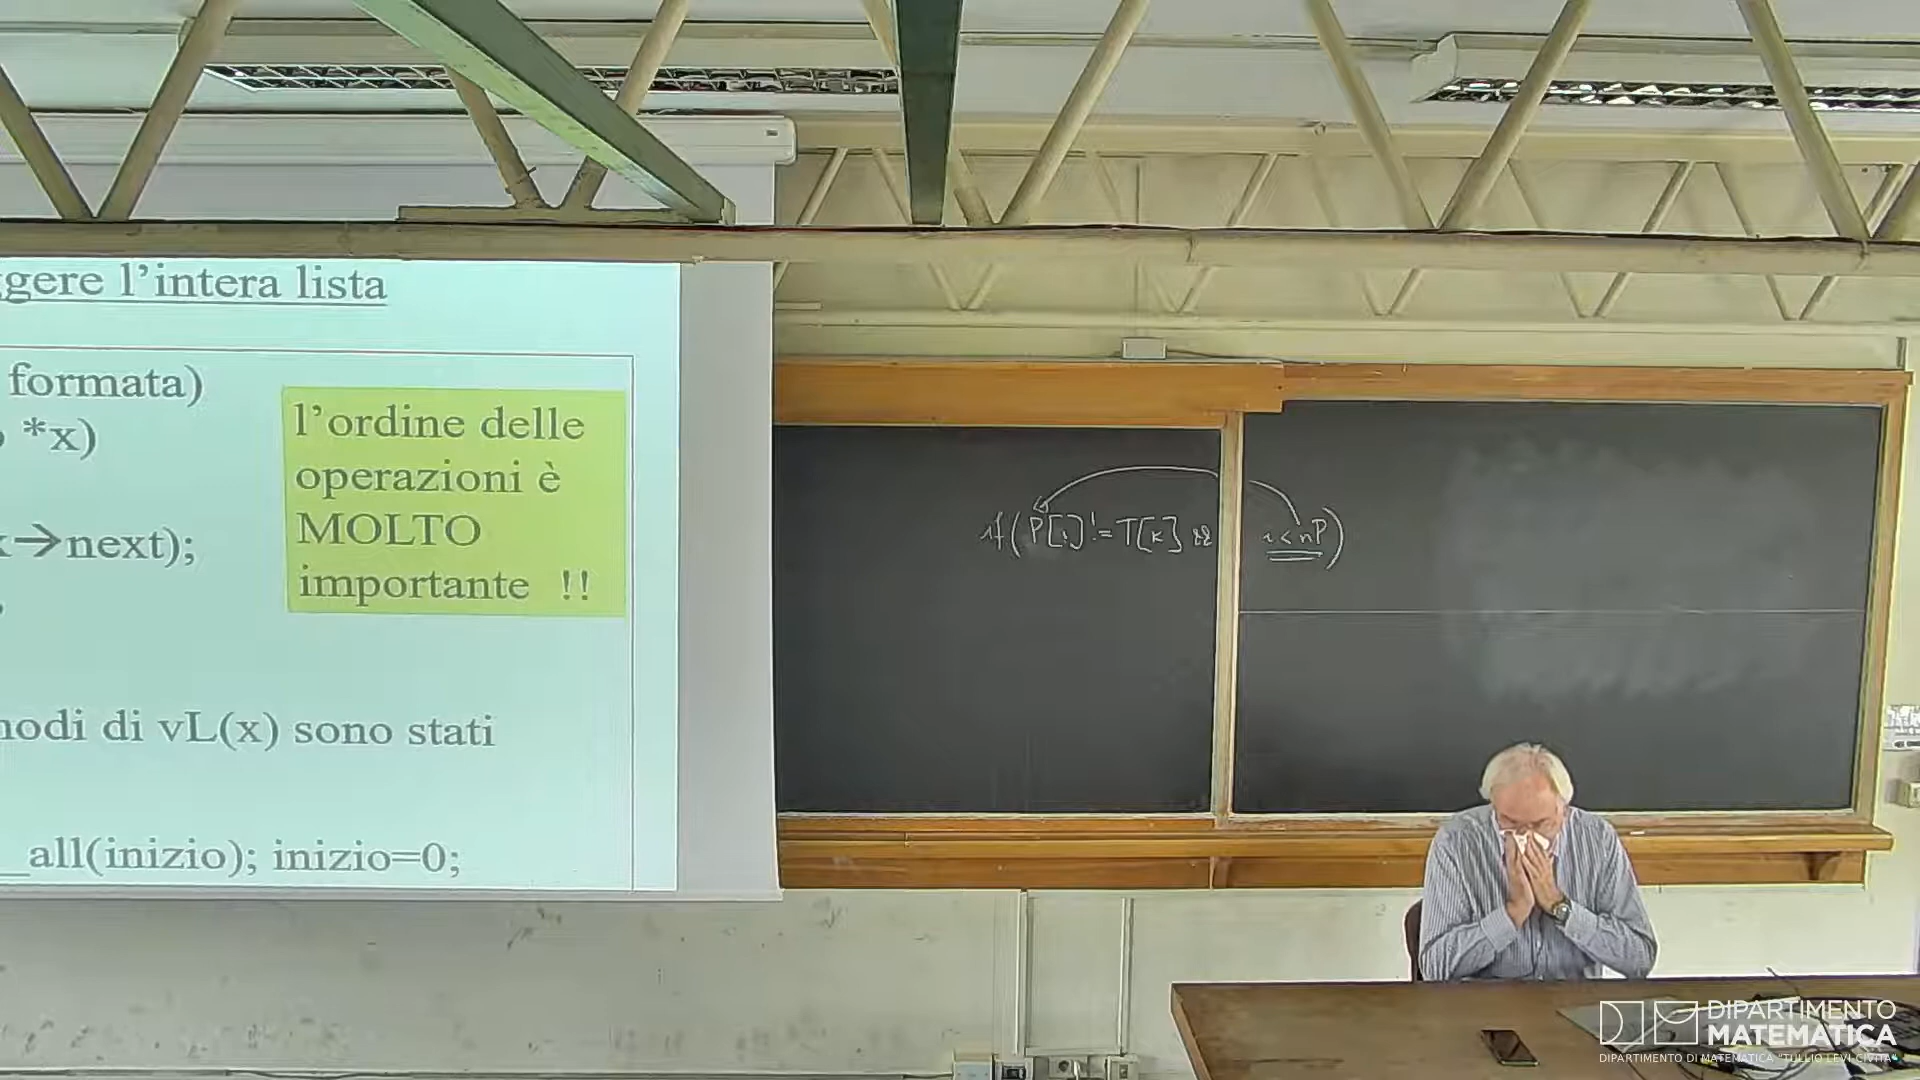 ggere l'intera lista
formata)
*x)
→next);
l'ordine delle
operazioni è
MOLTO
importante !!
nodi di vL(x) sono stati
_all(inizio); inizio=0;
if(P[i]!=T[k] && i<nP)
DIPARTIMENTO
MATEMATICA
DIPARTIMENTO DI MATEMATICA "TULLIO LEVI-CIVITA"